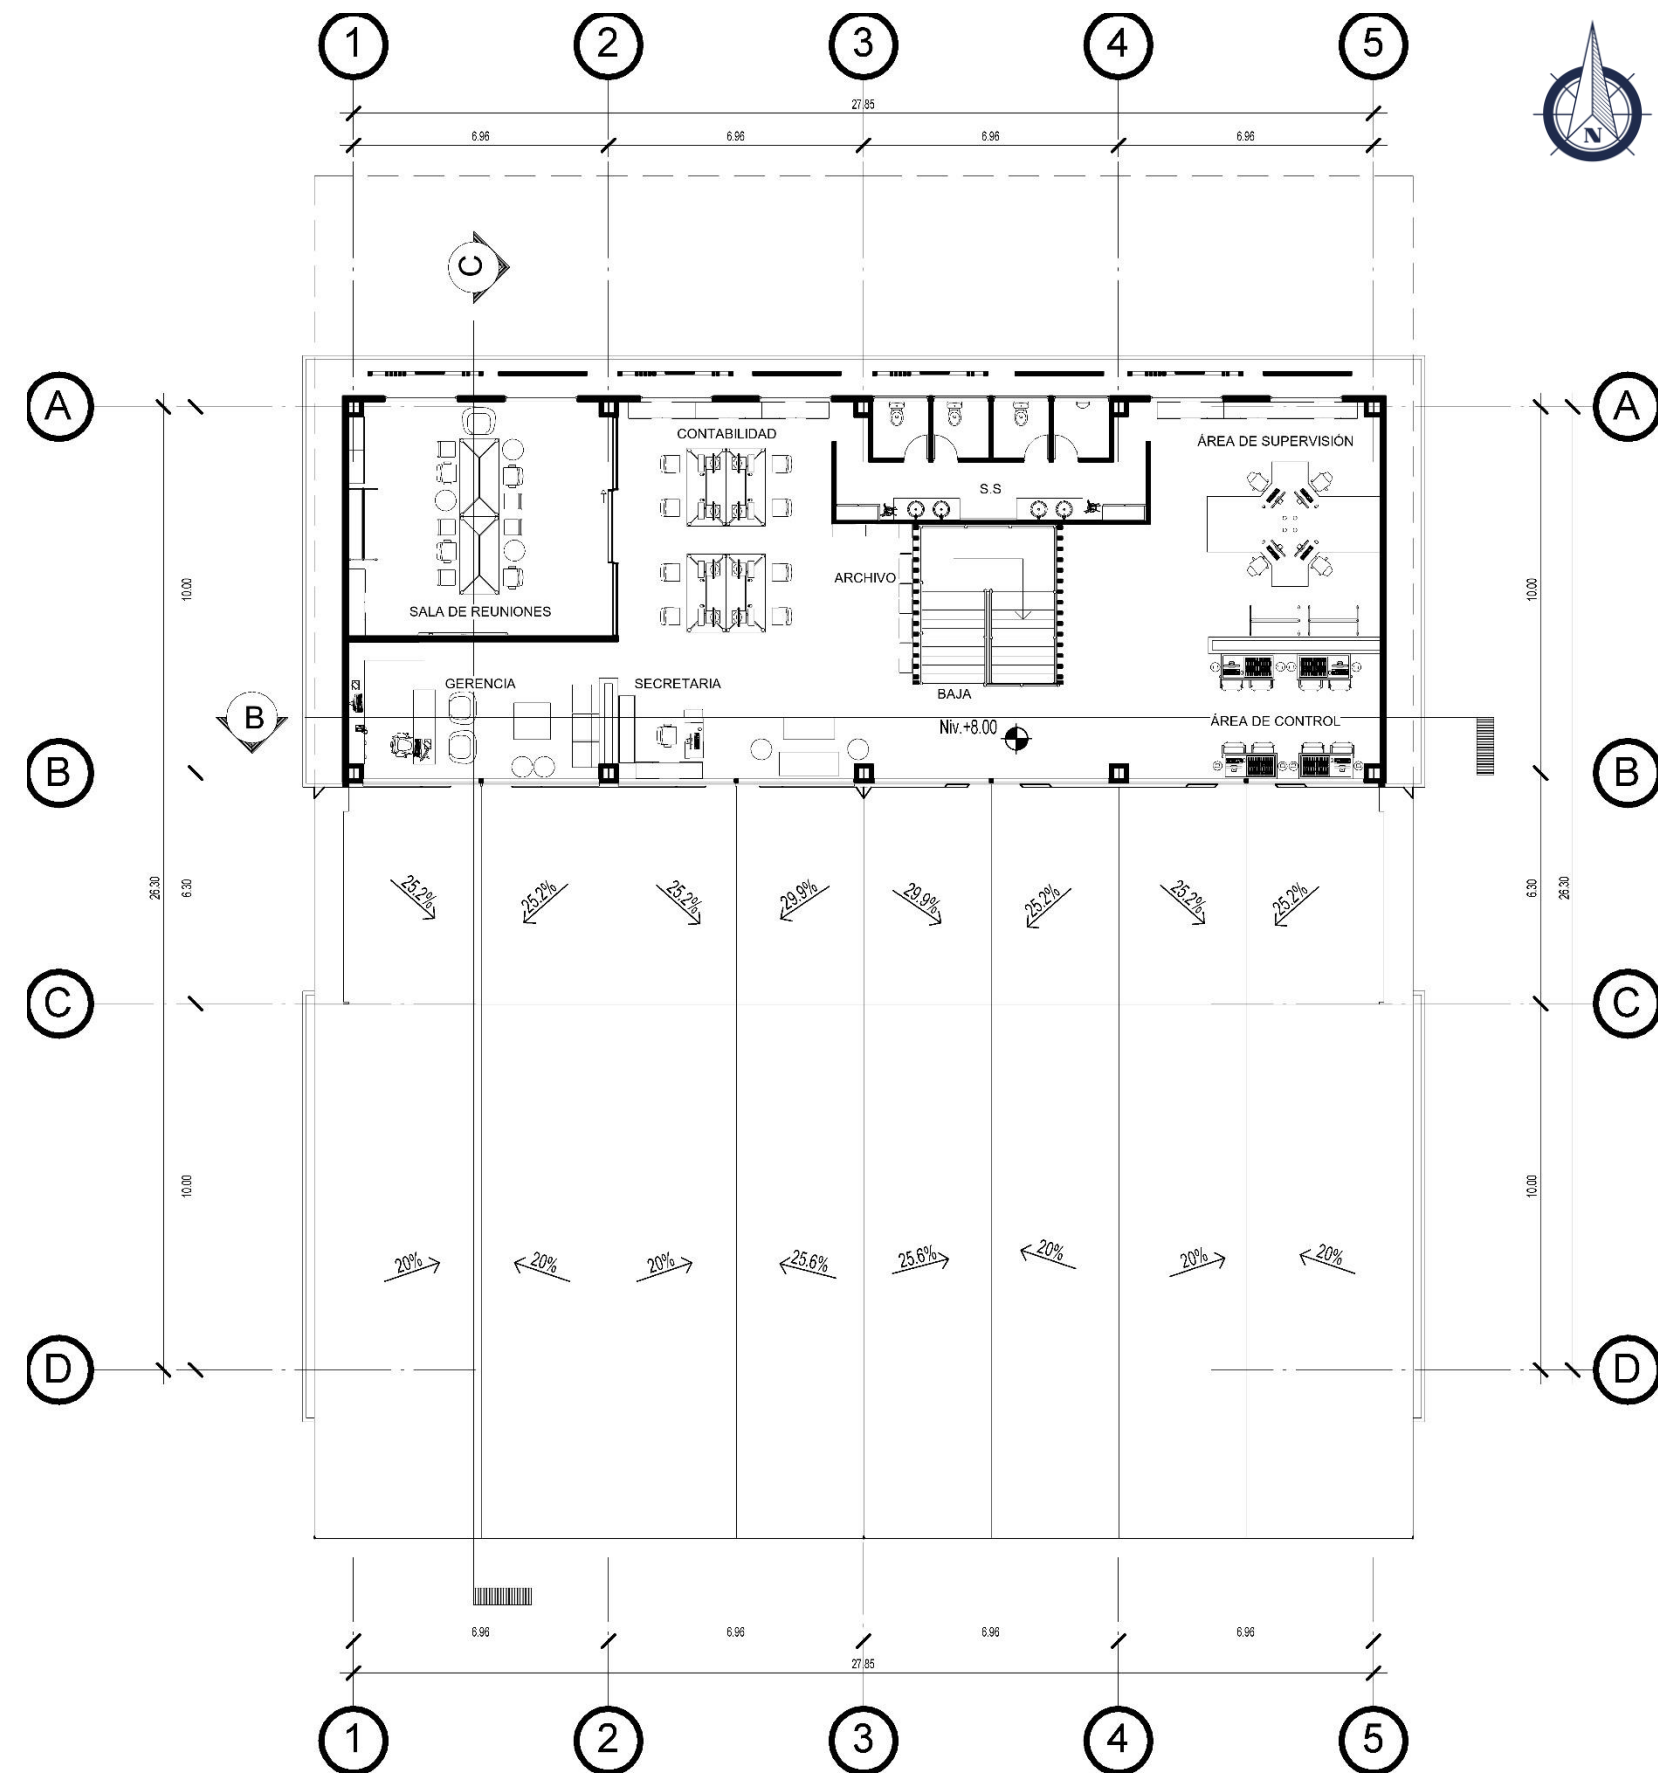 1 2 3 4 5
27.85
6.96 6.96 6.96 6.96
N
C
A A
CONTABILIDAD
ÁREA DE SUPERVISIÓN
S.S
10.00 10.00
ARCHIVO
SALA DE REUNIONES
GERENCIA SECRETARIA
BAJA
B
Niv.+8.00
ÁREA DE CONTROL
B B
26.30 6.30 6.30 26.30
25.2% 25.2% 25.2% 29.9% 29.9% 25.2% 25.2% 25.2%
C C
10.00 10.00
20% 20% 20% 25.6% 25.6% 20% 20% 20%
D D
6.96 6.96 6.96 6.96
27.85
1 2 3 4 5